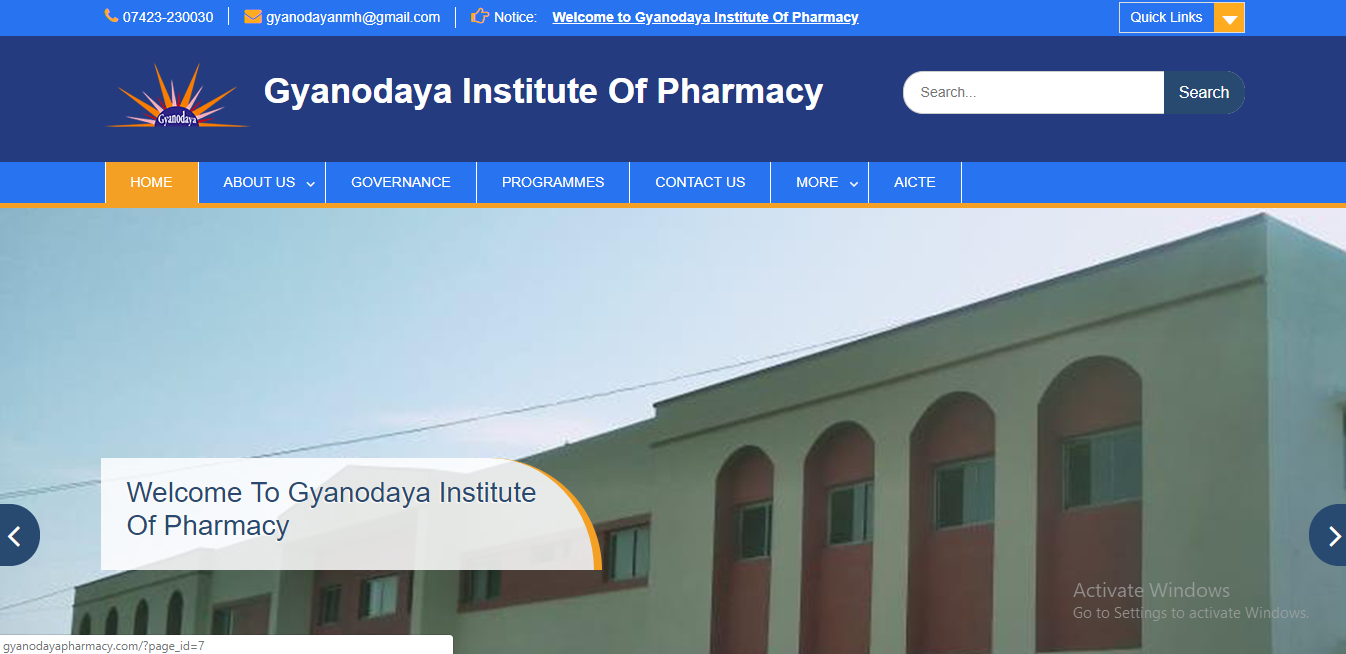 07423-230030 gyanodayanmh@gmail.com Notice: Welcome to Gyanodaya Institute Of Pharmacy Quick Links
Gyanodaya
Gyanodaya Institute Of Pharmacy
Search... Search
HOME ABOUT US GOVERNANCE PROGRAMMES CONTACT US MORE AICTE
Welcome To Gyanodaya Institute
Of Pharmacy
Activate Windows
Go to Settings to activate Windows.
gyanodayapharmacy.com/?page_id=7